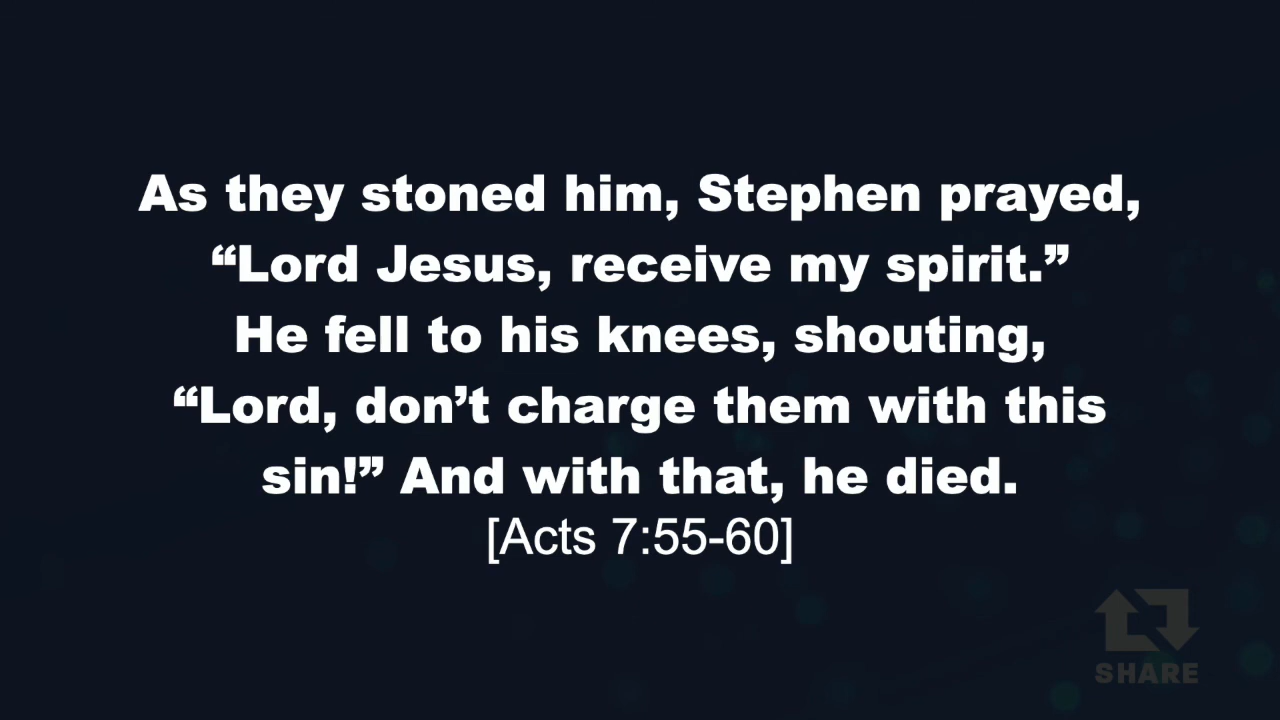 As they stoned him, Stephen prayed,
“Lord Jesus, receive my spirit.”
He fell to his knees, shouting,
“Lord, don’t charge them with this
sin!” And with that, he died.
[Acts 7:55-60]
SHARE